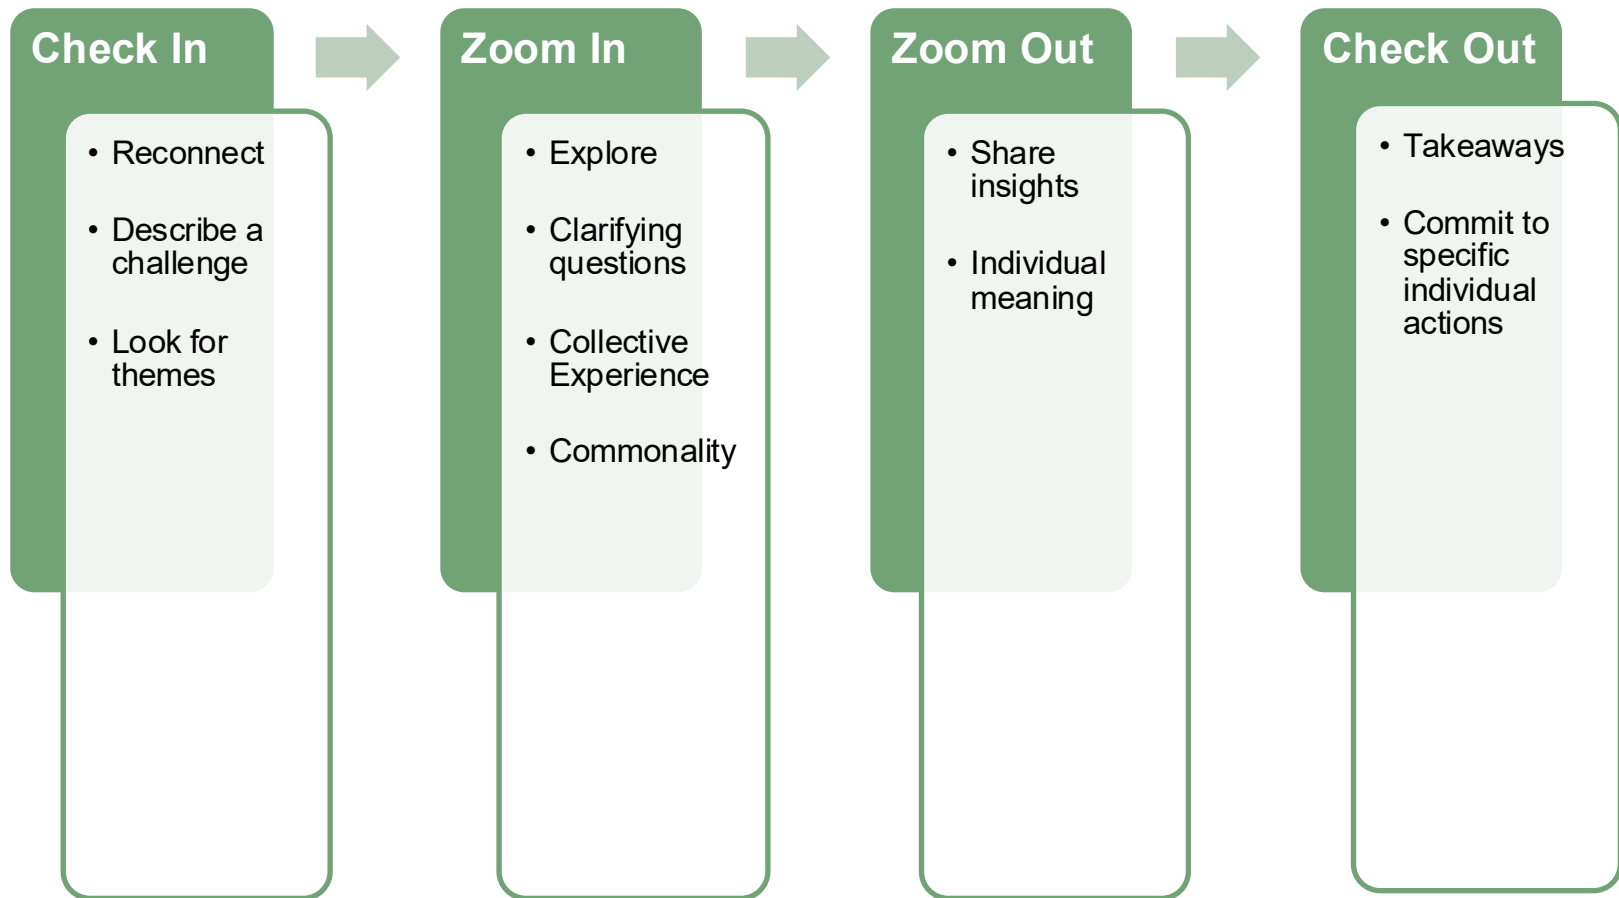 Check In
• Reconnect
• Describe a
challenge
• Look for
themes
Zoom In
• Explore
• Clarifying
questions
• Collective
Experience
• Commonality
Zoom Out
• Share
insights
• Individual
meaning
Check Out
• Takeaways
• Commit to
specific
individual
actions